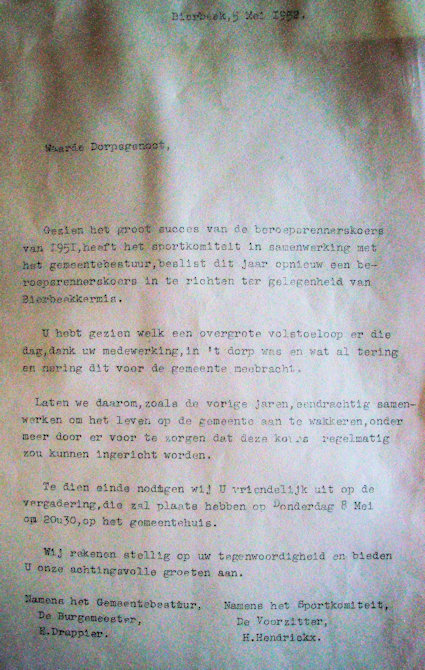 Bierbeek,5 Mei 1952.
Waarde Dorpsgenoot,
Gezien het groot succes van de beroepsrennerskoers
van 1951,heeft het sportkomiteit in samenwerking met
het gemeentebestuur,beslist dit jaar opnieuw een be-
roepsrennerskoers in te richten ter gelegenheid van
Bierbeekkermis.
U hebt gezien welk een overgrote volstoeloop er die
dag,dank uw medewerking,in 't dorp was en wat al tering
en nering dit voor de gemeente meebracht.
Laten we daarom,zoals de vorige jaren,eendrachtig samen-
werken om het leven op de gemeente aan te wakkeren,onder
meer door er voor te zorgen dat deze koers regelmatig
zou kunnen ingericht worden.
Te dien einde nodigen wij U vriendelijk uit op de
vergadering,die zal plaats hebben op Donderdag 8 Mei
om 20u30,op het gemeentehuis.
Wij rekenen stellig op uw tegenwoordigheid en bieden
U onze achtingsvolle groeten aan.
Namens het Gemeentebestuur, Namens het Sportkomiteit,
De Burgemeester, De Voorzitter,
E.Drappier. H.Hendrickx.